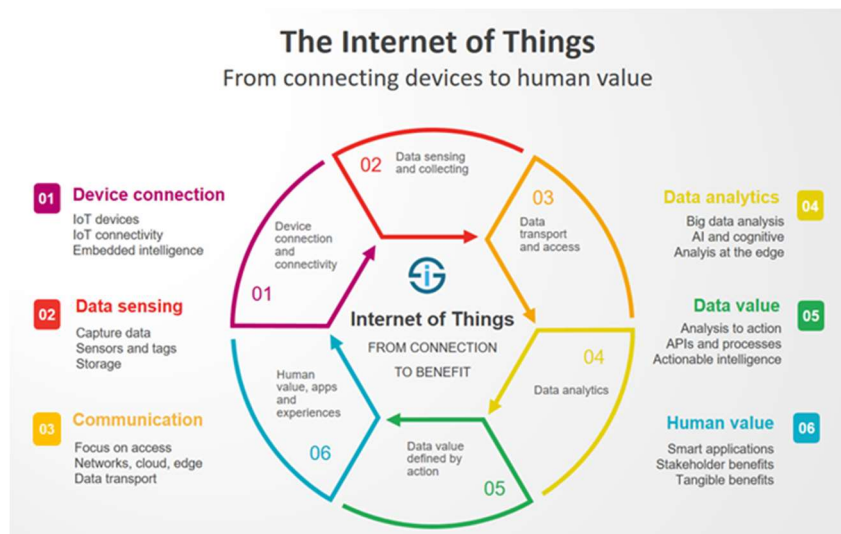 The Internet of Things
From connecting devices to human value
01
Device connection
IoT devices
IoT connectivity
Embedded intelligence
02
Data sensing
Capture data
Sensors and tags
Storage
03
Communication
Focus on access
Networks, cloud, edge
Data transport
02
Data sensing
and collecting
03
Data
transport
and access
Device
connection
and
connectivity
01
Internet of Things
FROM CONNECTION
TO BENEFIT
04
Data analytics
Human
value, apps
and
experiences
06
Data value
defined by
action
05
Data analytics
04
Big data analysis
AI and cognitive
Analyis at the edge
Data value
05
Analysis to action
APIs and processes
Actionable intelligence
Human value
06
Smart applications
Stakeholder benefits
Tangible benefits